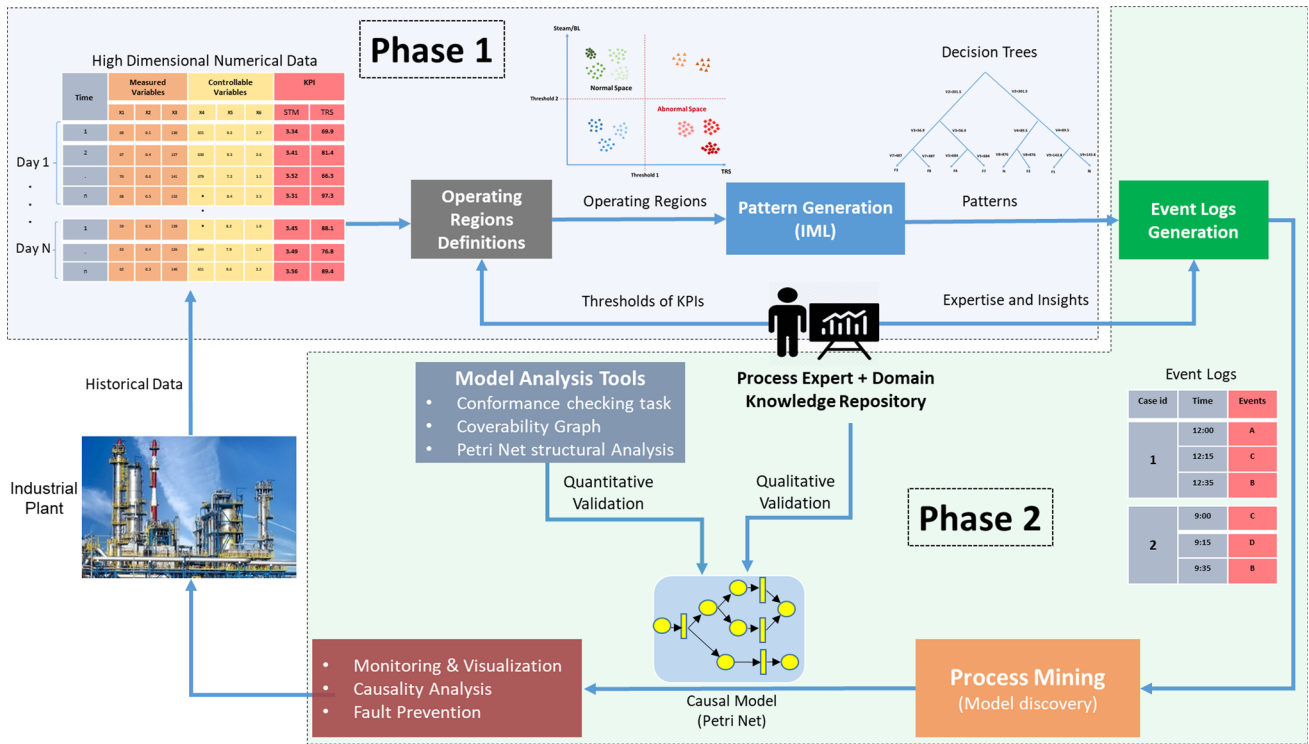 Phase 1
High Dimensional Numerical Data
Time
Measured
Variables
Controllable
Variables
KPI
X1 X2 X3 X4 X5 X6 STM TRS
Day 1
1 3.34 69.9
2 3.41 81.4
. 3.52 66.3
n 3.31 97.3
Day N
1 3.45 88.1
. 3.49 76.8
n 3.56 89.4
Steam/BL
Threshold 2
Normal Space
Abnormal Space
Threshold 1
TRS
Decision Trees
Operating
Regions
Definitions
Operating Regions
Pattern Generation
(IML)
Patterns
Event Logs
Generation
Thresholds of KPIs
Expertise and Insights
Process Expert + Domain
Knowledge Repository
Historical Data
Industrial
Plant
Model Analysis Tools
• Conformance checking task
• Coverability Graph
• Petri Net structural Analysis
Quantitative
Validation
Qualitative
Validation
Phase 2
Event Logs
Case id Time Events
1
12:00 A
12:15 C
12:35 B
2
9:00 C
9:15 D
9:35 B
• Monitoring & Visualization
• Causality Analysis
• Fault Prevention
Causal Model
(Petri Net)
Process Mining
(Model discovery)